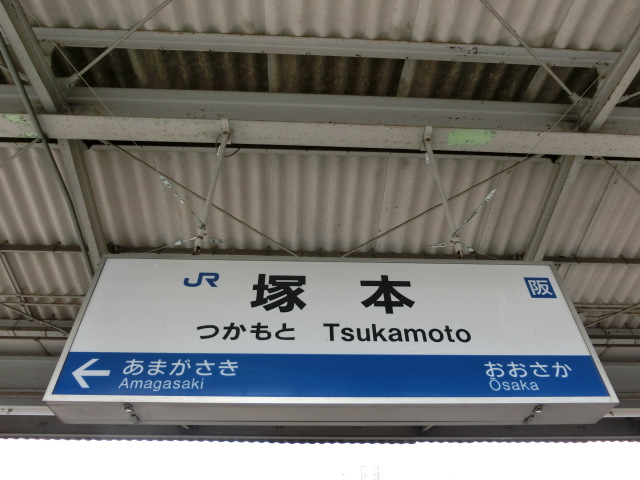 JR 塚本 阪
つかもと Tsukamoto
← あまがさき おおさか
Amagasaki Ōsaka